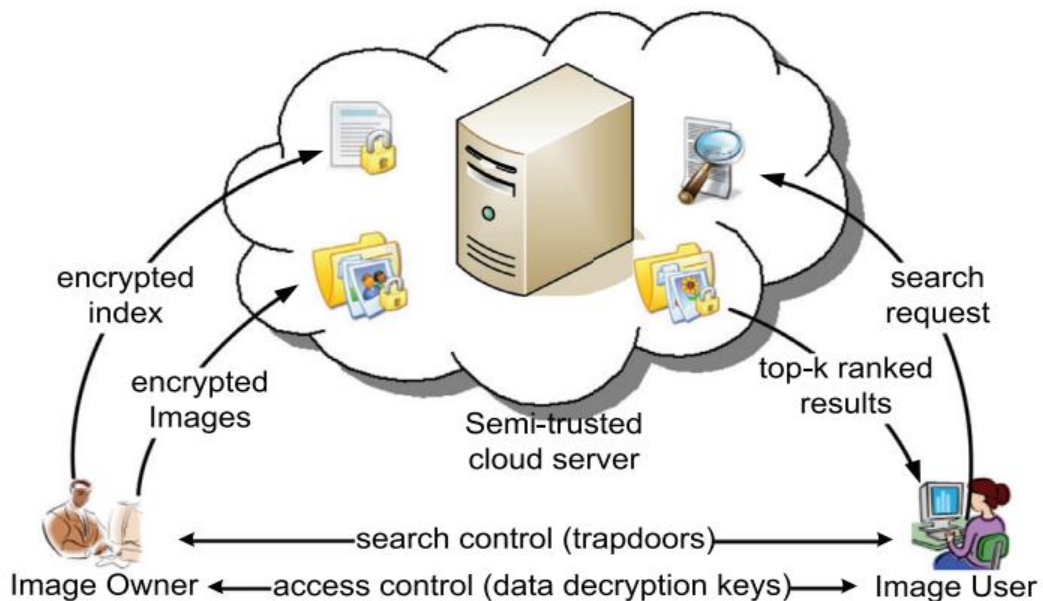 encrypted
index
encrypted
Images
search
request
top-k ranked
results
Semi-trusted
cloud server
search control (trapdoors)
Image Owner
access control (data decryption keys)
Image User